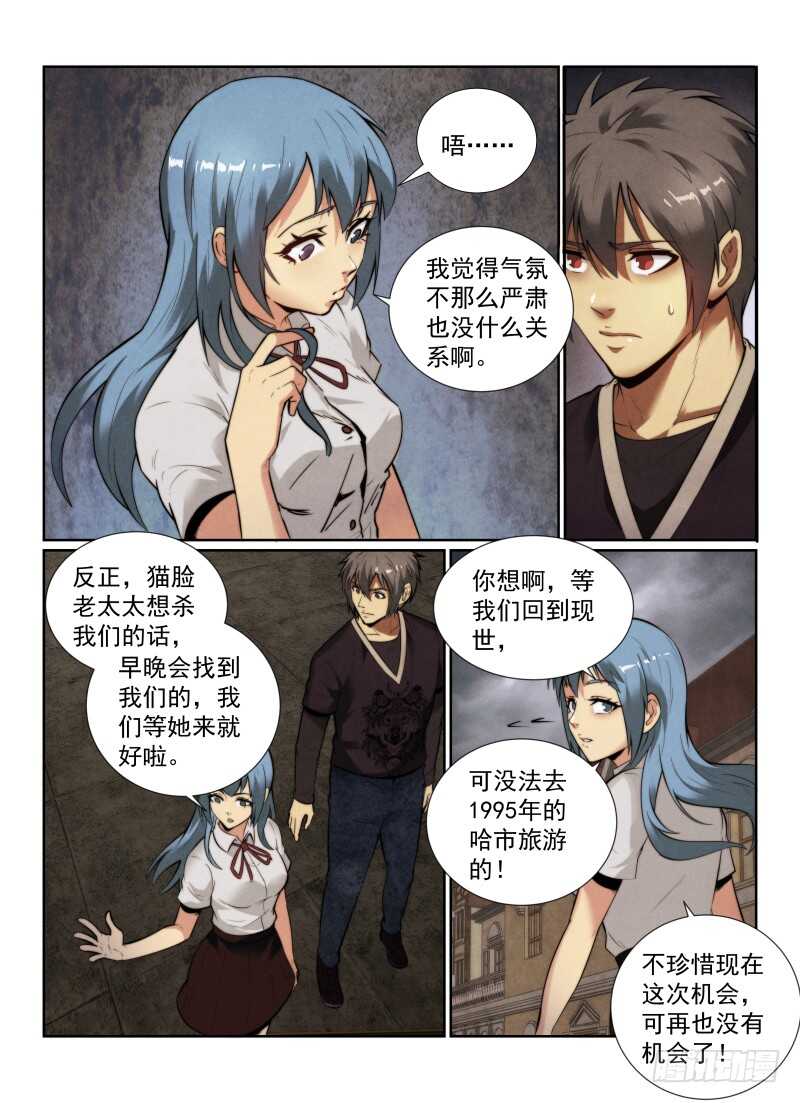 唔……
我觉得气氛
不那么严肃
也没什么关
系啊。
反正，猫脸
老太太想杀
我们的话，
早晚会找到
我们的，我
们等她来就
好啦。
你想啊，等
我们回到现
世，
可没法去
1995年的
哈市旅游
的！
不珍惜现在
这次机会，
可再也没有
机会了！
腾讯动漫